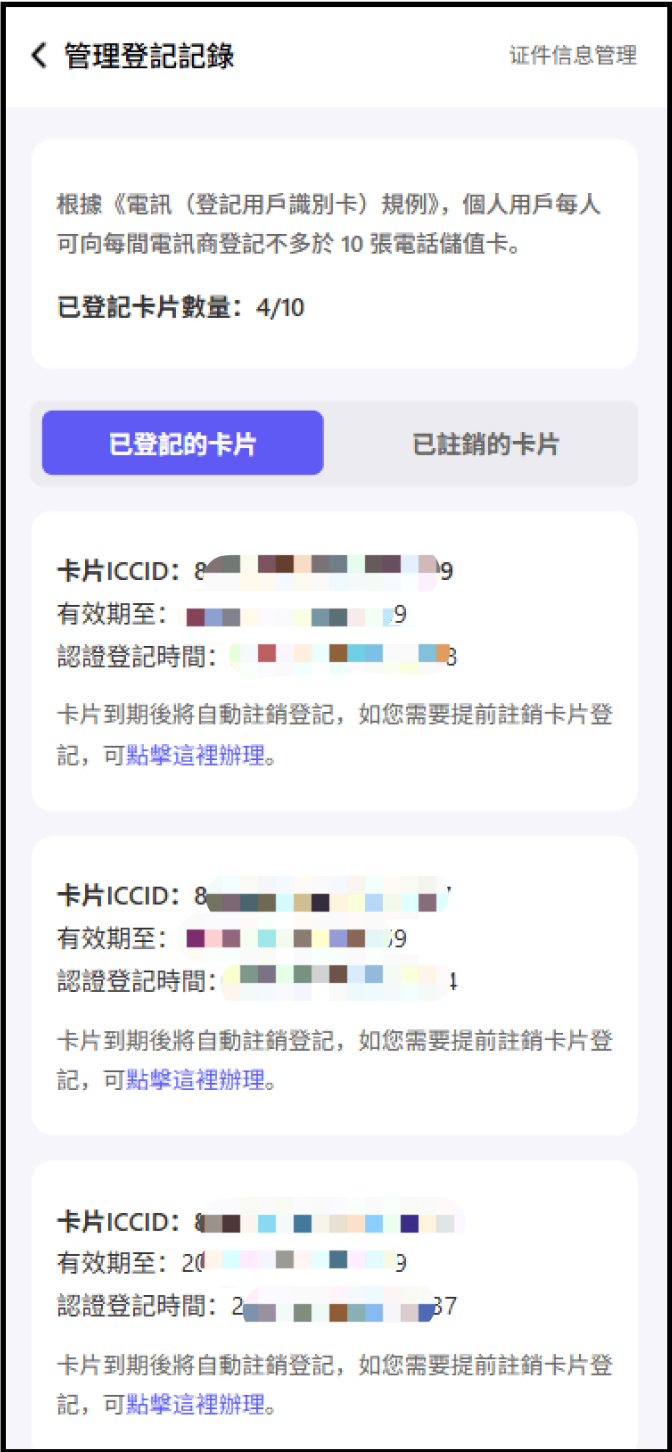 管理登記記錄
证件信息管理
根據《電訊（登記用戶識別卡）規例》，個人用戶每人
可向每間電訊商登記不多於 10 張電話儲值卡。
已登記卡片數量：4/10
已登記的卡片
已註銷的卡片
卡片ICCID：8 9
有效期至： 9
認證登記時間： 3
卡片到期後將自動註銷登記，如您需要提前註銷卡片登
記，可點擊這裡辦理。
卡片ICCID：8
有效期至： 9
認證登記時間： 4
卡片到期後將自動註銷登記，如您需要提前註銷卡片登
記，可點擊這裡辦理。
卡片ICCID：8
有效期至：20 9
認證登記時間：2 37
卡片到期後將自動註銷登記，如您需要提前註銷卡片登
記，可點擊這裡辦理。